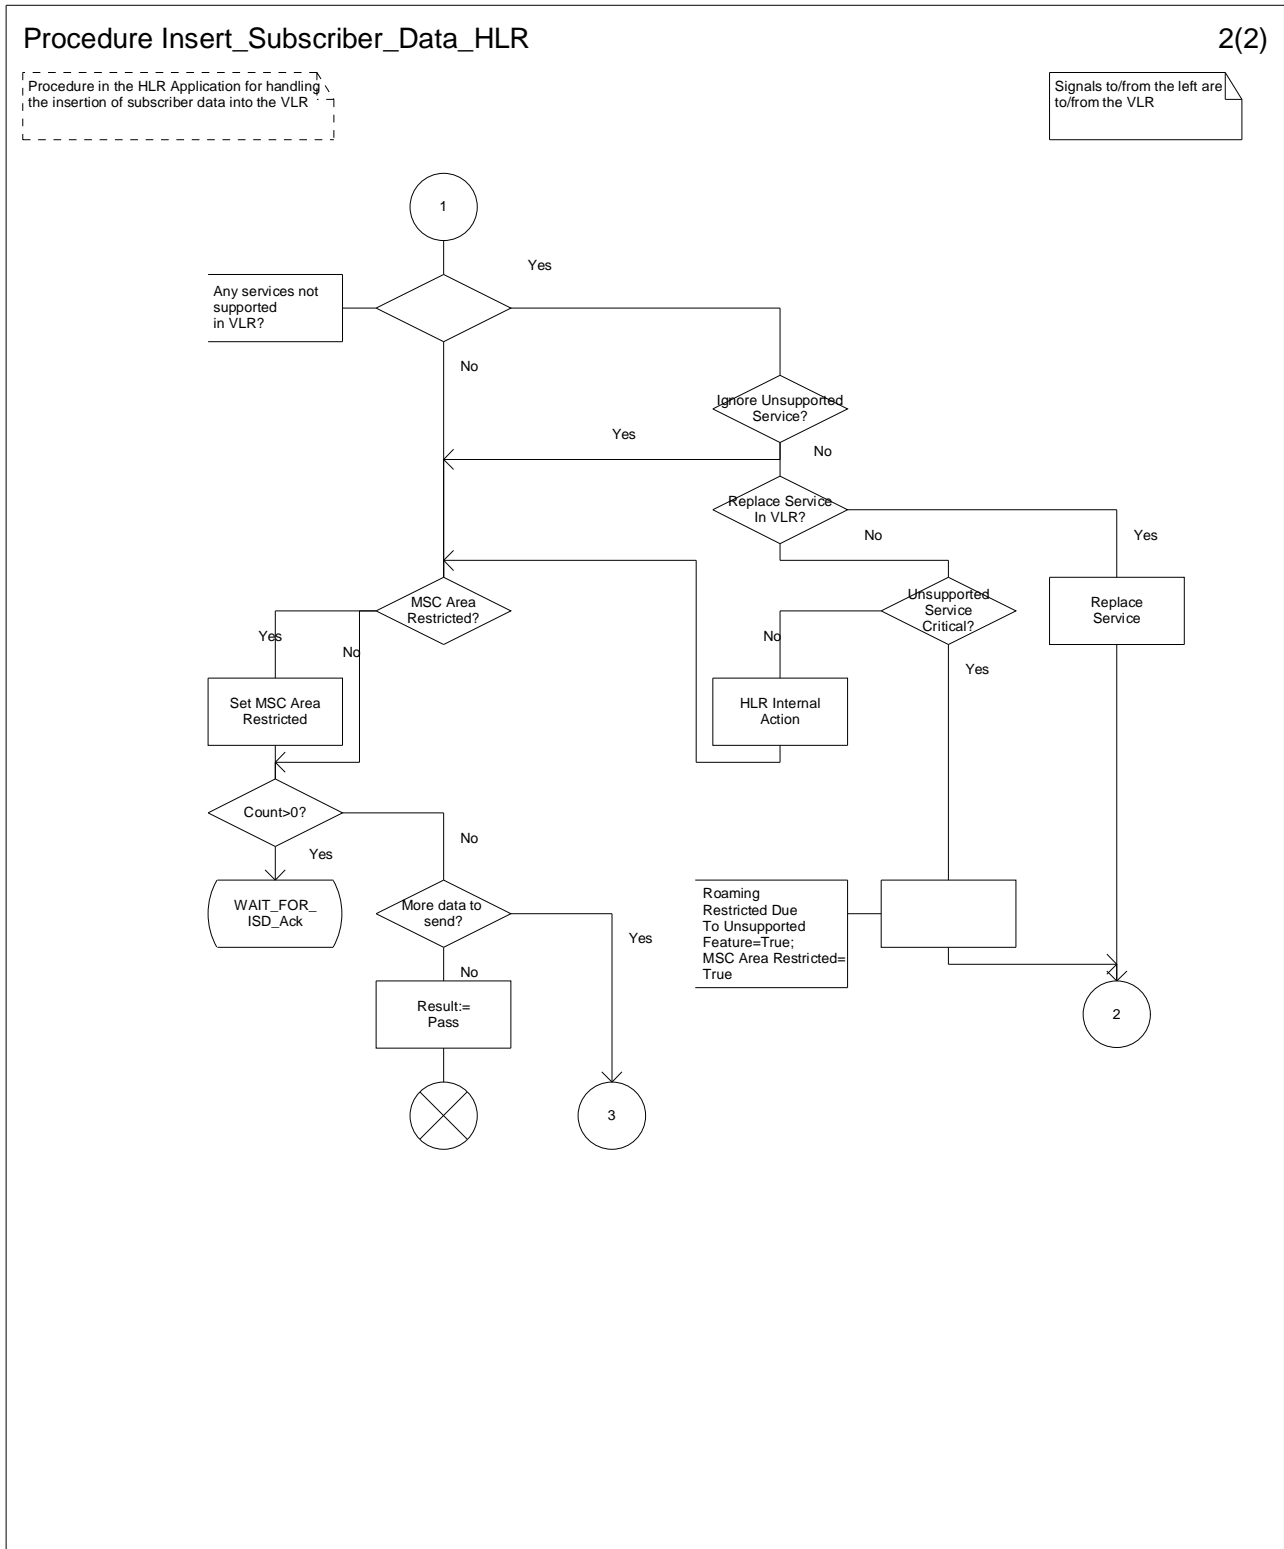 Procedure Insert_Subscriber_Data_HLR
2(2)
Procedure in the HLR Application for handling
the insertion of subscriber data into the VLR
Signals to/from the left are
to/from the VLR
1
Yes
Any services not
supported
in VLR?
No
Ignore Unsupported
Service?
Yes
No
Replace Service
In VLR?
No
Yes
MSC Area
Restricted?
Unsupported
Service
Critical?
Replace
Service
Yes
No
No
Yes
Set MSC Area
Restricted
HLR Internal
Action
Count>0?
No
Yes
WAIT_FOR_
ISD_Ack
More data to
send?
Yes
Roaming
Restricted Due
To Unsupported
Feature=True;
MSC Area Restricted=
True
No
Result:=
Pass
2
3